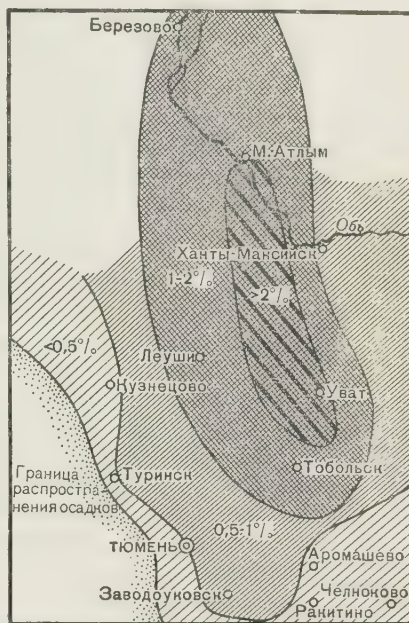 Березово
М. Атлым
Обь
Ханты-Максийск
1-2%
>2%
<0,5%
Леуши
Кузнецово
Уват
Граница
распростра-
нения осадков
Туринск
Тобольск
0,5-1%
ТЮМЕНЬ
Аромашево
Заводоуковск
Челноково
Ракитино